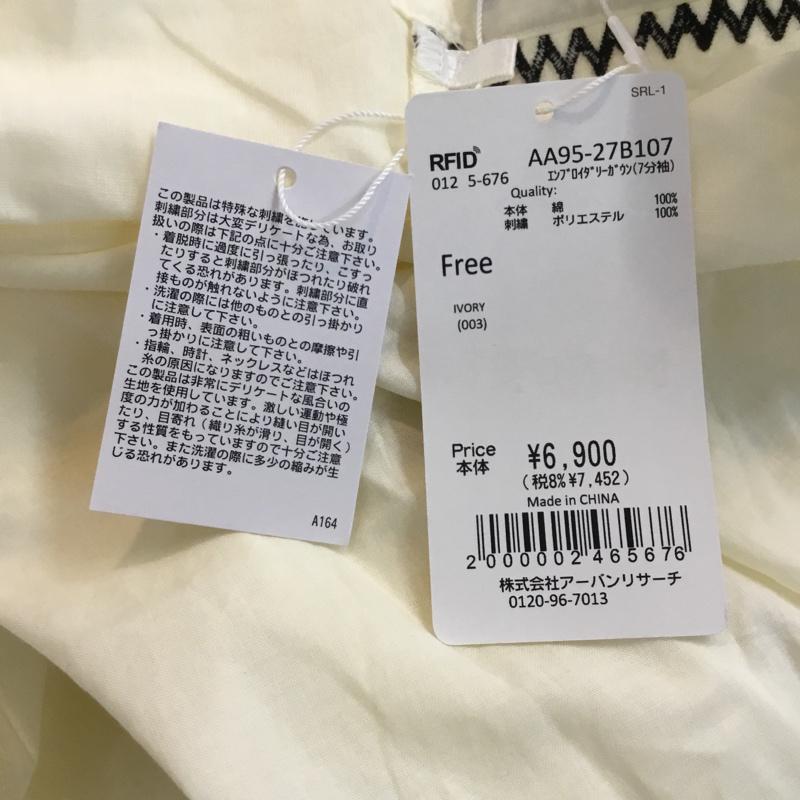 この製品は特殊な刺繍を
刺繍部分は大変デリケートな為、お取り
扱いの際は下記の点に十分ご注意下さい。
・着脱時に過度に引っ張ったり、こすっ
たりすると刺繍部分がほつれたり破れ
てくる恐れがあります。刺繍部分に直
接ものが触れないように注意下さい。
・洗濯の際には他のものとの引っ掛かり
に注意して下さい。
・着用時、表面の粗いものとの摩擦や引
っ掛かりに注意して下さい。
・指輪、時計、ネックレスなどはほつれ
糸の原因になりますのでご注意下さい。
この製品は非常にデリケートな風合いの
生地を使用しています。激しい運動や極
度の力が加わることにより縫い目が開い
たり、目寄れ(織り糸が滑り、目が開く)
する性質をもっていますので十分ご注意
下さい。また洗濯の際に多少の縮みが生
じる恐れがあります。
A164
SRL-1
RFID AA95-27B107
012 5-676 ｴﾝﾌﾞﾛｲﾀﾞﾘｰｶﾞｳﾝ(7分袖)
Quality:
本体 綿 100%
刺繍 ポリエステル 100%
Free
IVORY
(003)
Price
本体 ¥6,900
(税8%¥7,452)
Made in CHINA
2 000002 465676
株式会社アーバンリサーチ
0120-96-7013